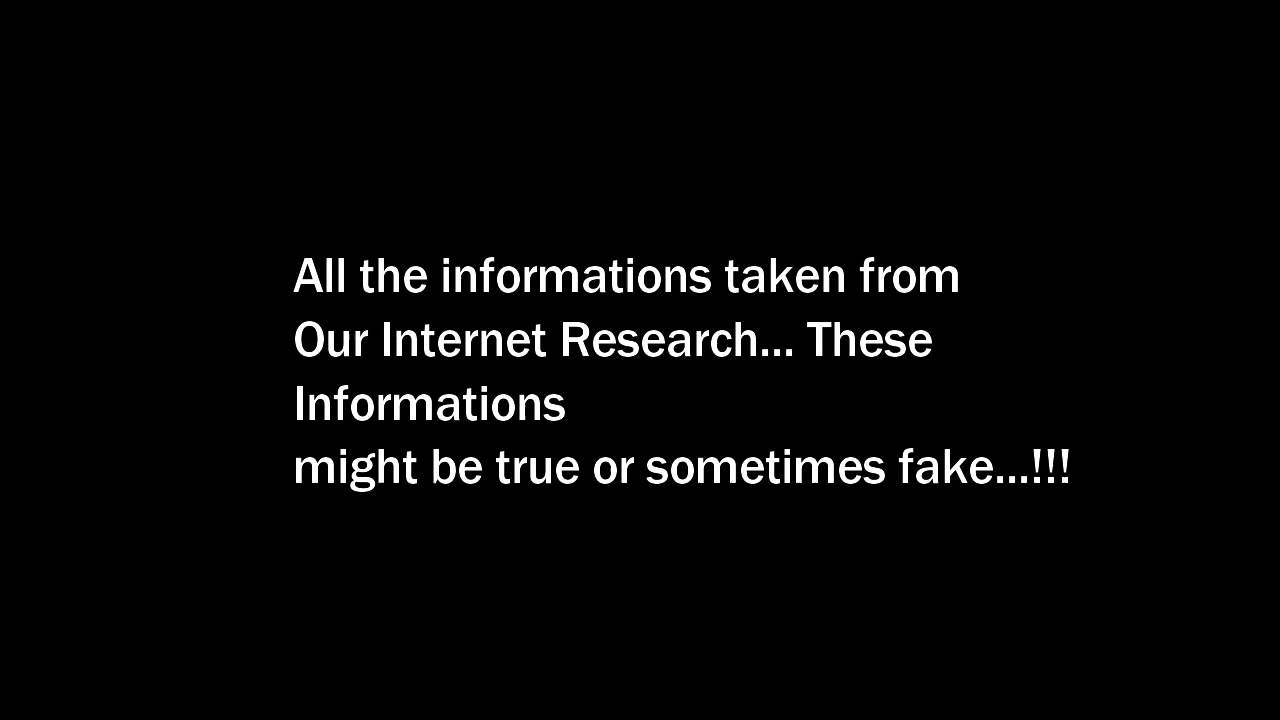 All the informations taken from
Our Internet Research... These
Informations
might be true or sometimes fake...!!!